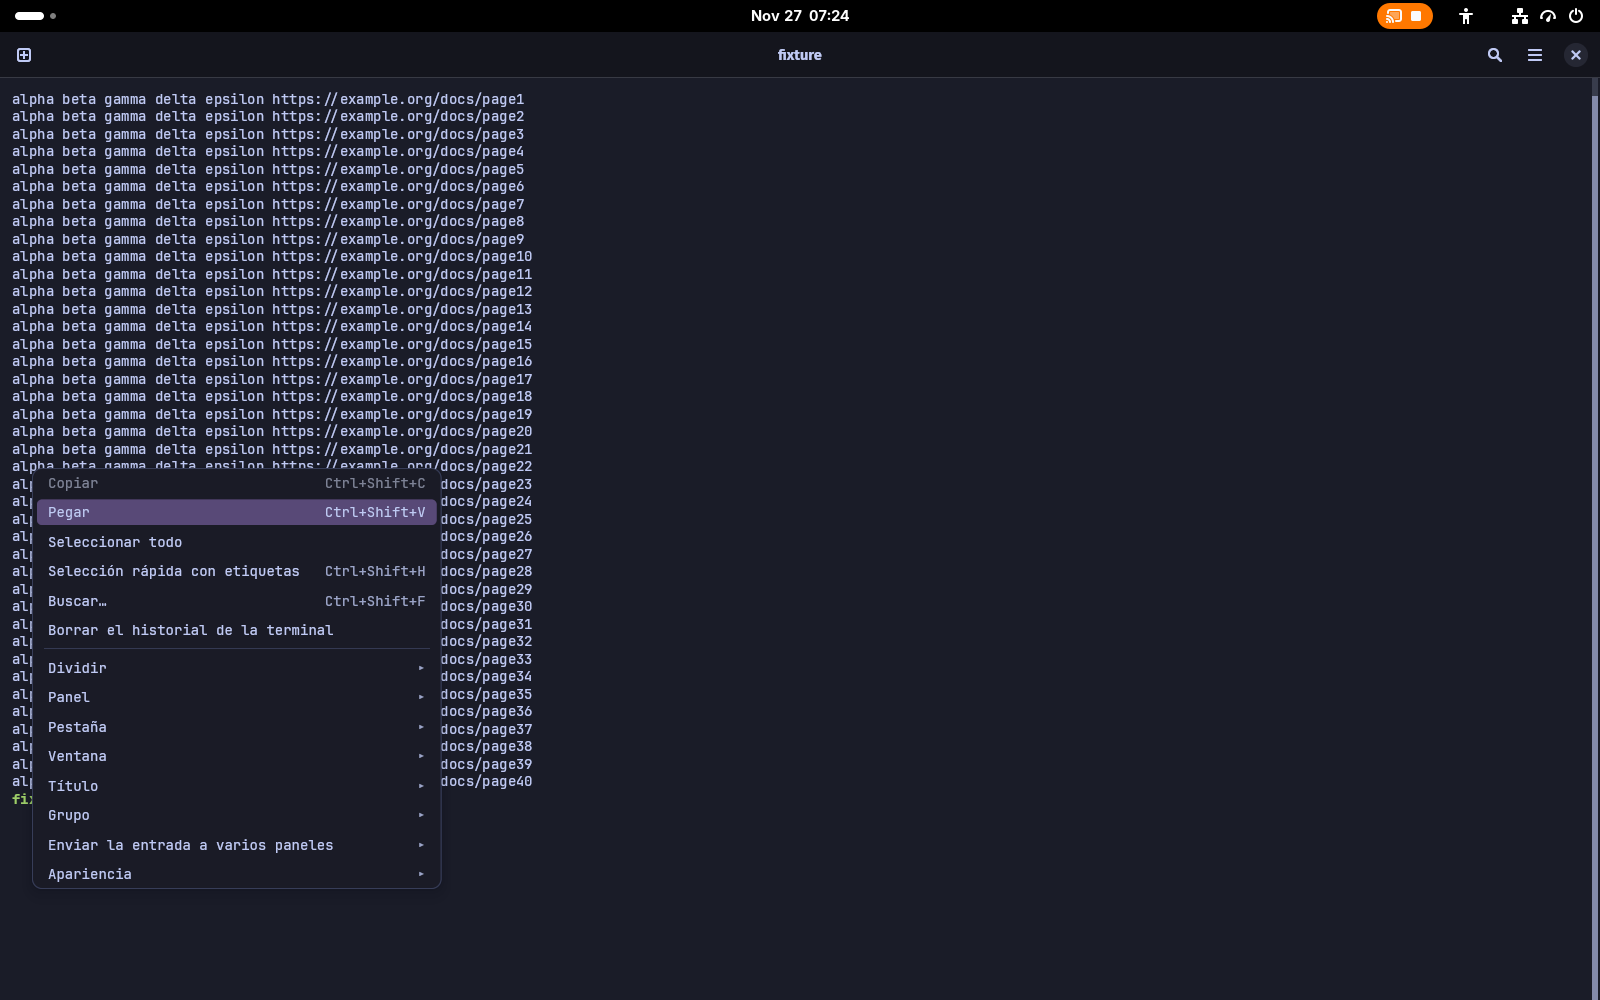 Nov 27 07:24
fixture
alpha beta gamma delta epsilon https://example.org/docs/page1
alpha beta gamma delta epsilon https://example.org/docs/page2
alpha beta gamma delta epsilon https://example.org/docs/page3
alpha beta gamma delta epsilon https://example.org/docs/page4
alpha beta gamma delta epsilon https://example.org/docs/page5
alpha beta gamma delta epsilon https://example.org/docs/page6
alpha beta gamma delta epsilon https://example.org/docs/page7
alpha beta gamma delta epsilon https://example.org/docs/page8
alpha beta gamma delta epsilon https://example.org/docs/page9
alpha beta gamma delta epsilon https://example.org/docs/page10
alpha beta gamma delta epsilon https://example.org/docs/page11
alpha beta gamma delta epsilon https://example.org/docs/page12
alpha beta gamma delta epsilon https://example.org/docs/page13
alpha beta gamma delta epsilon https://example.org/docs/page14
alpha beta gamma delta epsilon https://example.org/docs/page15
alpha beta gamma delta epsilon https://example.org/docs/page16
alpha beta gamma delta epsilon https://example.org/docs/page17
alpha beta gamma delta epsilon https://example.org/docs/page18
alpha beta gamma delta epsilon https://example.org/docs/page19
alpha beta gamma delta epsilon https://example.org/docs/page20
alpha beta gamma delta epsilon https://example.org/docs/page21
alpha beta gamma delta epsilon https://example.org/docs/page22
docs/page23
docs/page24
docs/page25
docs/page26
docs/page27
docs/page28
docs/page29
docs/page30
docs/page31
docs/page32
docs/page33
docs/page34
docs/page35
docs/page36
docs/page37
docs/page38
docs/page39
docs/page40
Copiar Ctrl+Shift+C
Pegar Ctrl+Shift+V
Seleccionar todo
Selección rápida con etiquetas Ctrl+Shift+H
Buscar… Ctrl+Shift+F
Borrar el historial de la terminal
Dividir
Panel
Pestaña
Ventana
Título
Grupo
Enviar la entrada a varios paneles
Apariencia